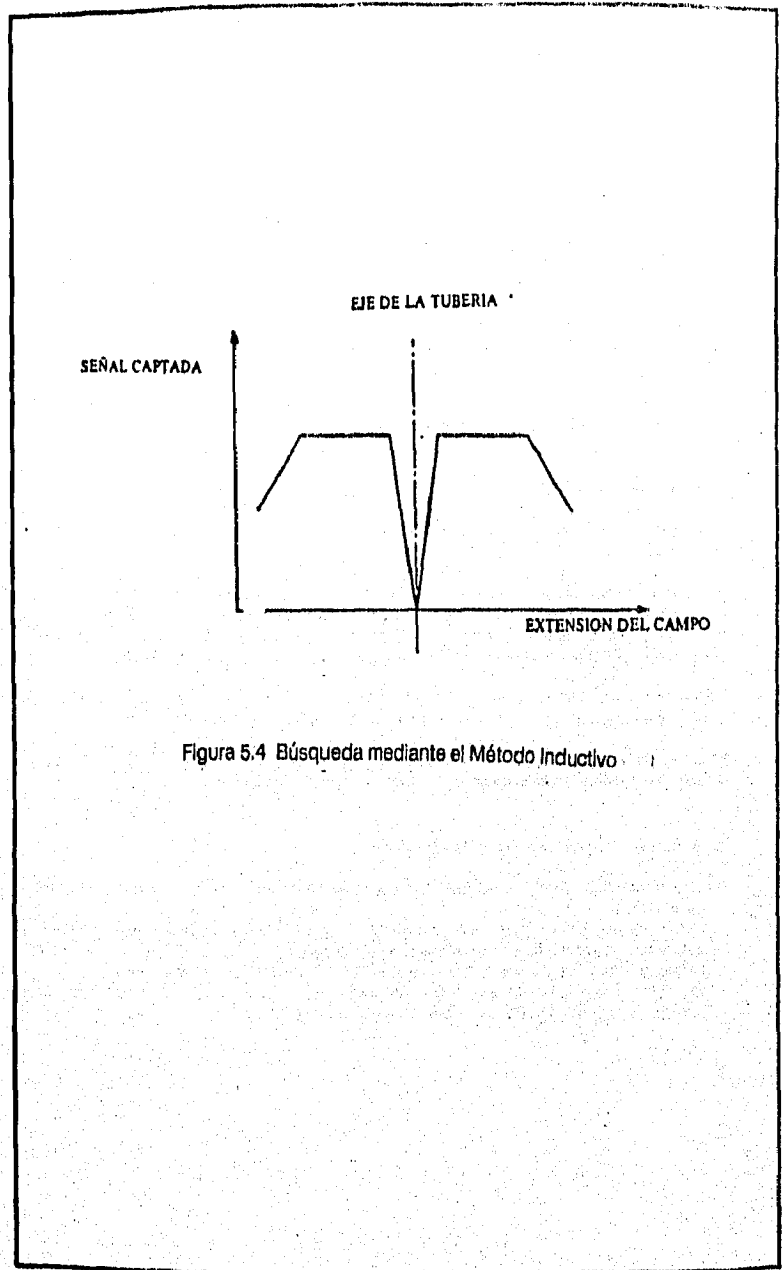 EJE DE LA TUBERIA
SEÑAL CAPTADA
EXTENSION DEL CAMPO
Figura 5.4 Búsqueda mediante el Método Inductivo